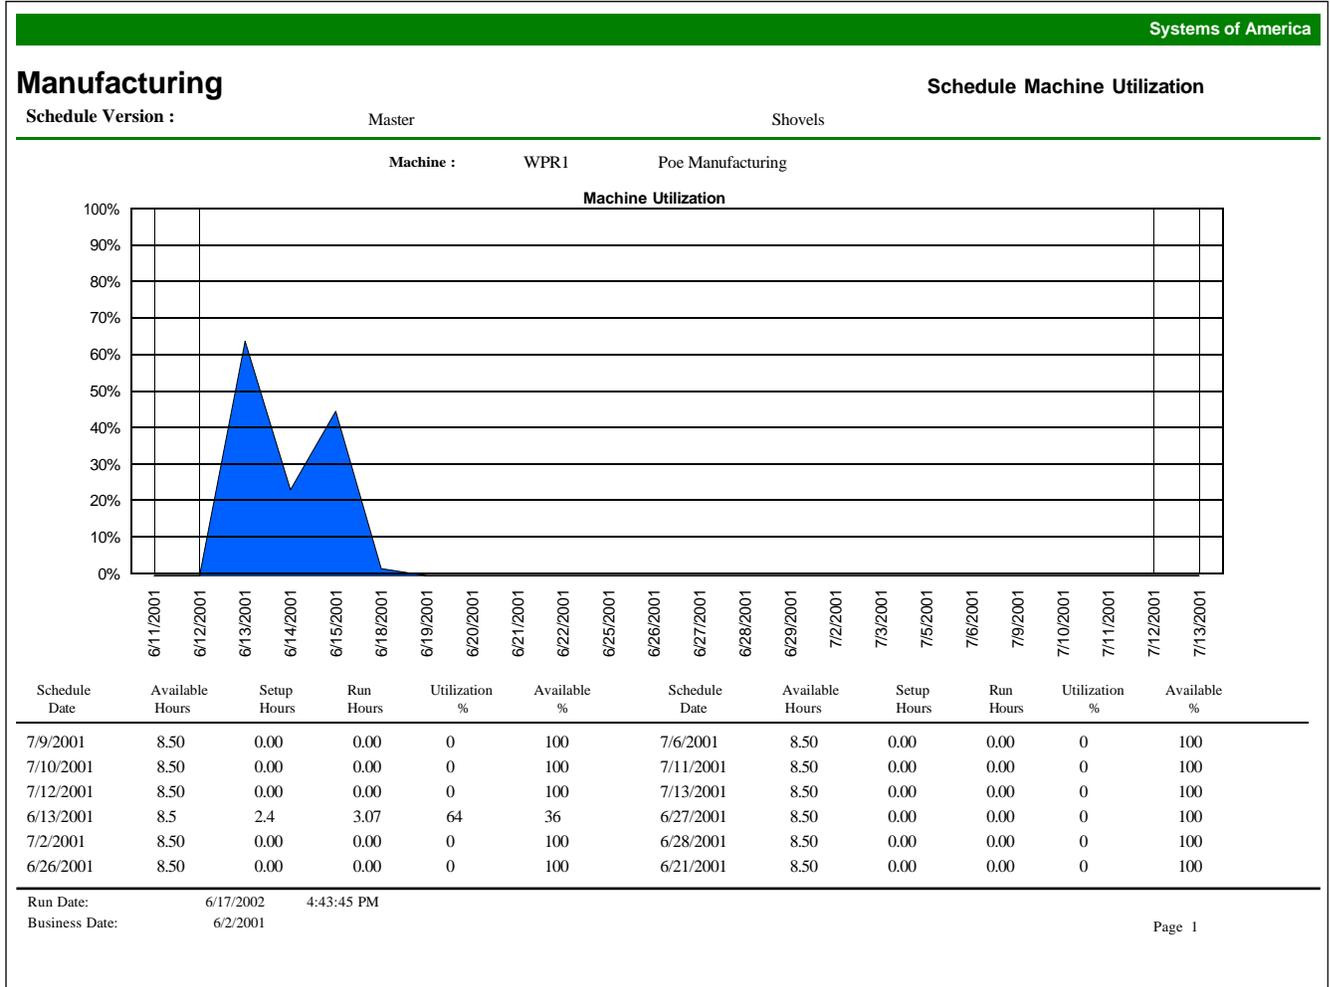 Systems of America
Manufacturing
Schedule Machine Utilization
Schedule Version : Master Shovels
Machine : WPR1 Poe Manufacturing
Machine Utilization
100%
90%
80%
70%
60%
50%
40%
30%
20%
10%
0%
6/11/2001
6/12/2001
6/13/2001
6/14/2001
6/15/2001
6/18/2001
6/19/2001
6/20/2001
6/21/2001
6/22/2001
6/25/2001
6/26/2001
6/27/2001
6/28/2001
6/29/2001
7/2/2001
7/3/2001
7/5/2001
7/6/2001
7/9/2001
7/10/2001
7/11/2001
7/12/2001
7/13/2001
Schedule Available Setup Run Utilization Available Schedule Available Setup Run Utilization Available
Date Hours Hours Hours % % Date Hours Hours Hours % %
7/9/2001 8.50 0.00 0.00 0 100 7/6/2001 8.50 0.00 0.00 0 100
7/10/2001 8.50 0.00 0.00 0 100 7/11/2001 8.50 0.00 0.00 0 100
7/12/2001 8.50 0.00 0.00 0 100 7/13/2001 8.50 0.00 0.00 0 100
6/13/2001 8.5 2.4 3.07 64 36 6/27/2001 8.50 0.00 0.00 0 100
7/2/2001 8.50 0.00 0.00 0 100 6/28/2001 8.50 0.00 0.00 0 100
6/26/2001 8.50 0.00 0.00 0 100 6/21/2001 8.50 0.00 0.00 0 100
Run Date: 6/17/2002 4:43:45 PM
Business Date: 6/2/2001
Page 1